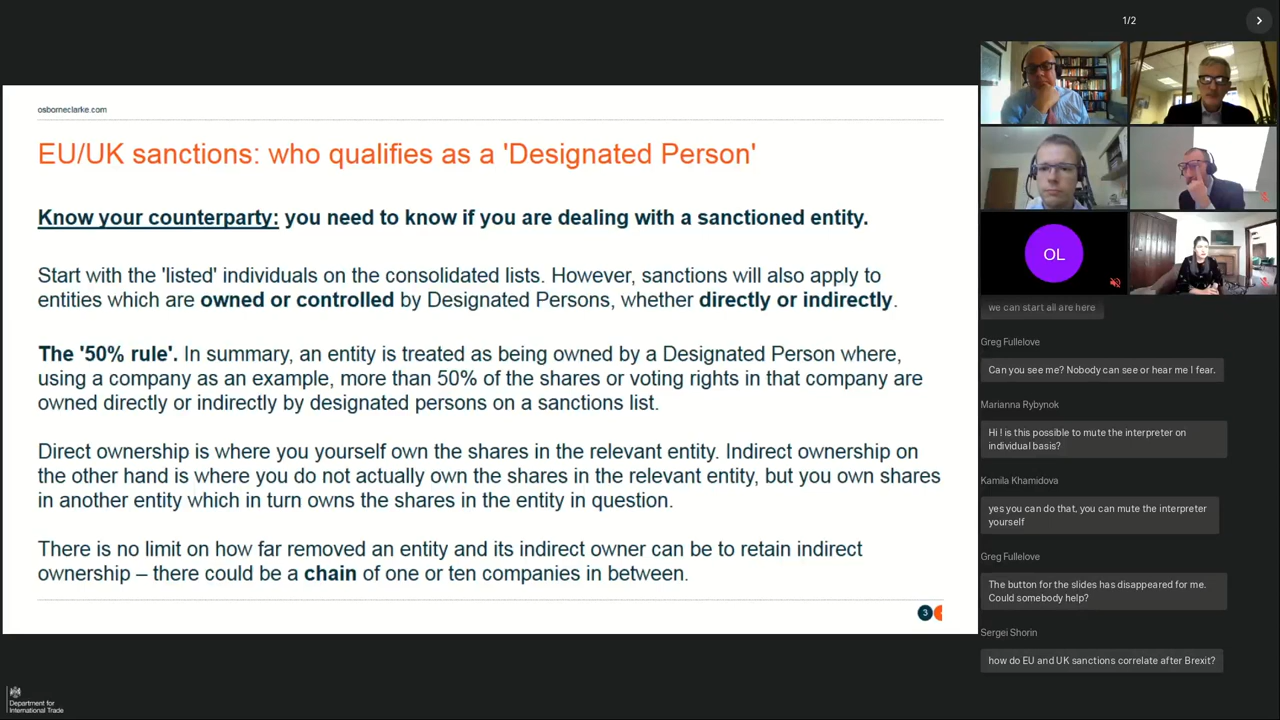 1/2
osborneclarke.com
EU/UK sanctions: who qualifies as a 'Designated Person'
Know your counterparty: you need to know if you are dealing with a sanctioned entity.
Start with the 'listed' individuals on the consolidated lists. However, sanctions will also apply to
entities which are owned or controlled by Designated Persons, whether directly or indirectly.
The '50% rule'. In summary, an entity is treated as being owned by a Designated Person where,
using a company as an example, more than 50% of the shares or voting rights in that company are
owned directly or indirectly by designated persons on a sanctions list.
Direct ownership is where you yourself own the shares in the relevant entity. Indirect ownership on
the other hand is where you do not actually own the shares in the relevant entity, but you own shares
in another entity which in turn owns the shares in the entity in question.
There is no limit on how far removed an entity and its indirect owner can be to retain indirect
ownership – there could be a chain of one or ten companies in between.
3
OL
we can start all are here
Greg Fullelove
Can you see me? Nobody can see or hear me I fear.
Marianna Rybynok
Hi ! is this possible to mute the interpreter on
individual basis?
Kamila Khamidova
yes you can do that, you can mute the interpreter
yourself
Greg Fullelove
The button for the slides has disappeared for me.
Could somebody help?
Sergei Shorin
how do EU and UK sanctions correlate after Brexit?
Department for
International Trade